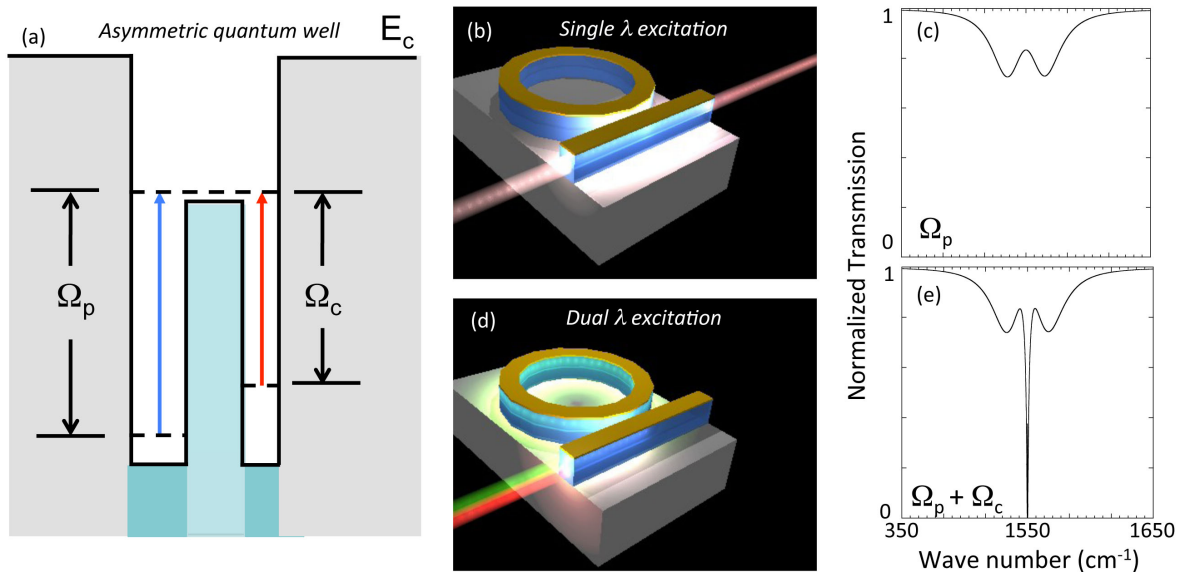 (a)
Asymmetric quantum well
E_c
Ω_p
Ω_c
(b)
Single λ excitation
(d)
Dual λ excitation
Normalized Transmission
1
(c)
0
Ω_p
1
(e)
0
Ω_p + Ω_c
350
1550
1650
Wave number (cm⁻¹)